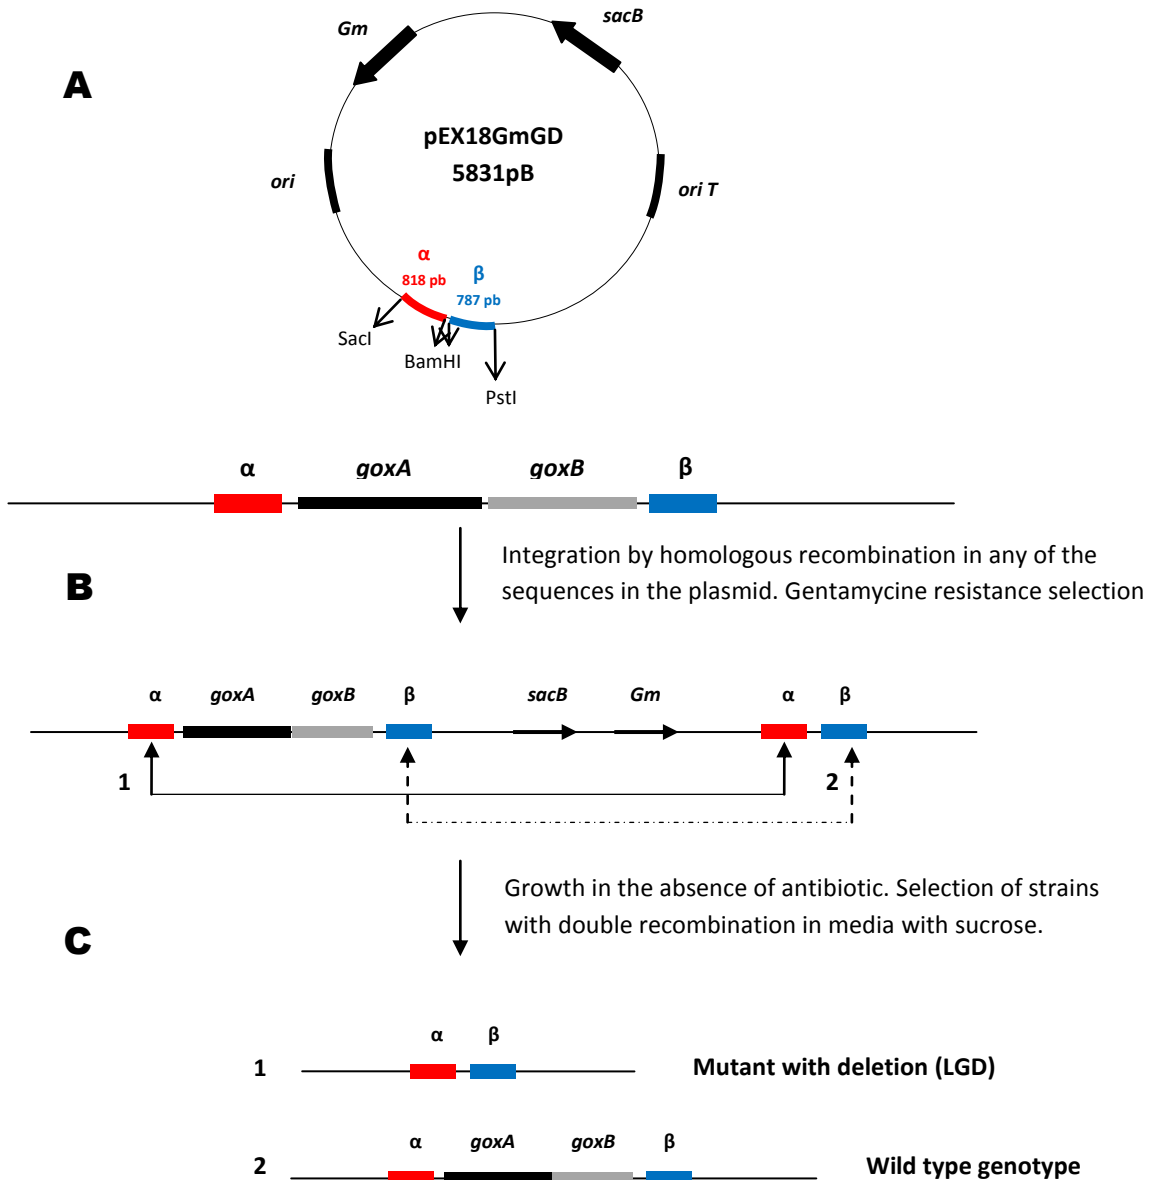 A
Gm
sacB
pEX18GmGD
5831pB
ori
ori T
α
818 pb
β
787 pb
SacI
BamHI
PstI
α goxA goxB β
B
Integration by homologous recombination in any of the
sequences in the plasmid. Gentamycine resistance selection
α goxA goxB β sacB Gm α β
1 2
C
Growth in the absence of antibiotic. Selection of strains
with double recombination in media with sucrose.
α β
1 Mutant with deletion (LGD)
α goxA goxB β
2 Wild type genotype